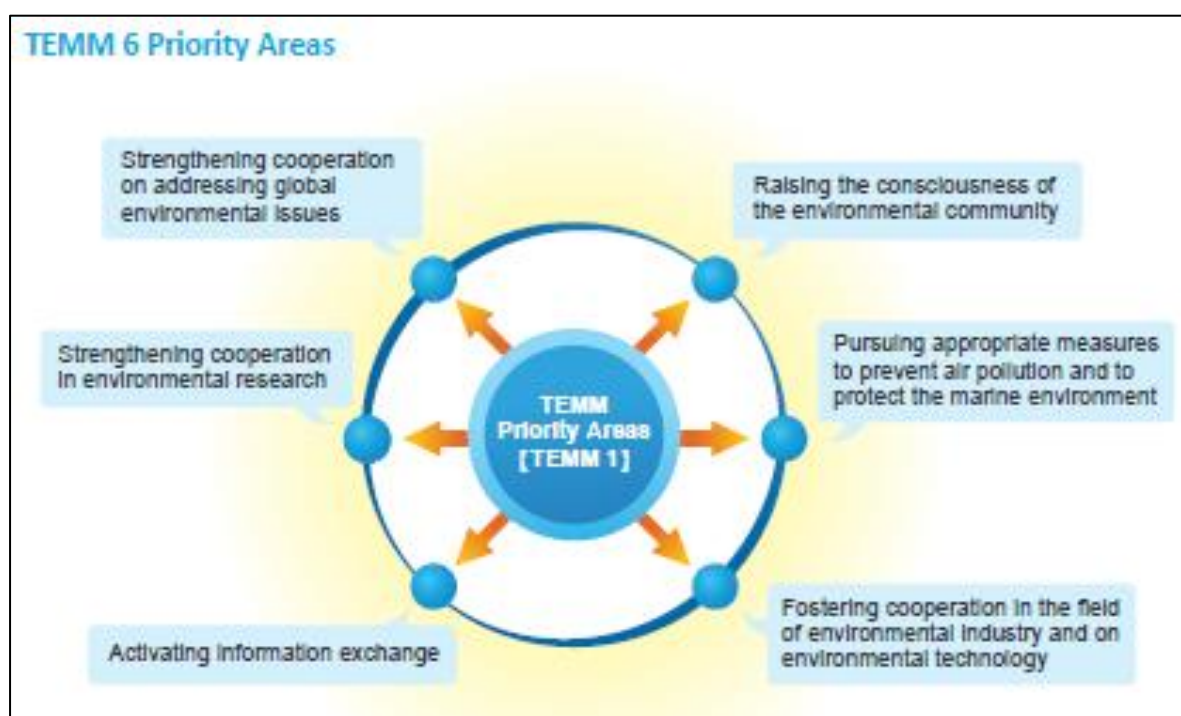 TEMM 6 Priority Areas
Strengthening cooperation
on addressing global
environmental issues
Raising the consciousness of
the environmental community
Strengthening cooperation
in environmental research
Pursuing appropriate measures
to prevent air pollution and to
protect the marine environment
TEMM
Priority Areas
[TEMM 1]
Activating information exchange
Fostering cooperation in the field
of environmental industry and on
environmental technology